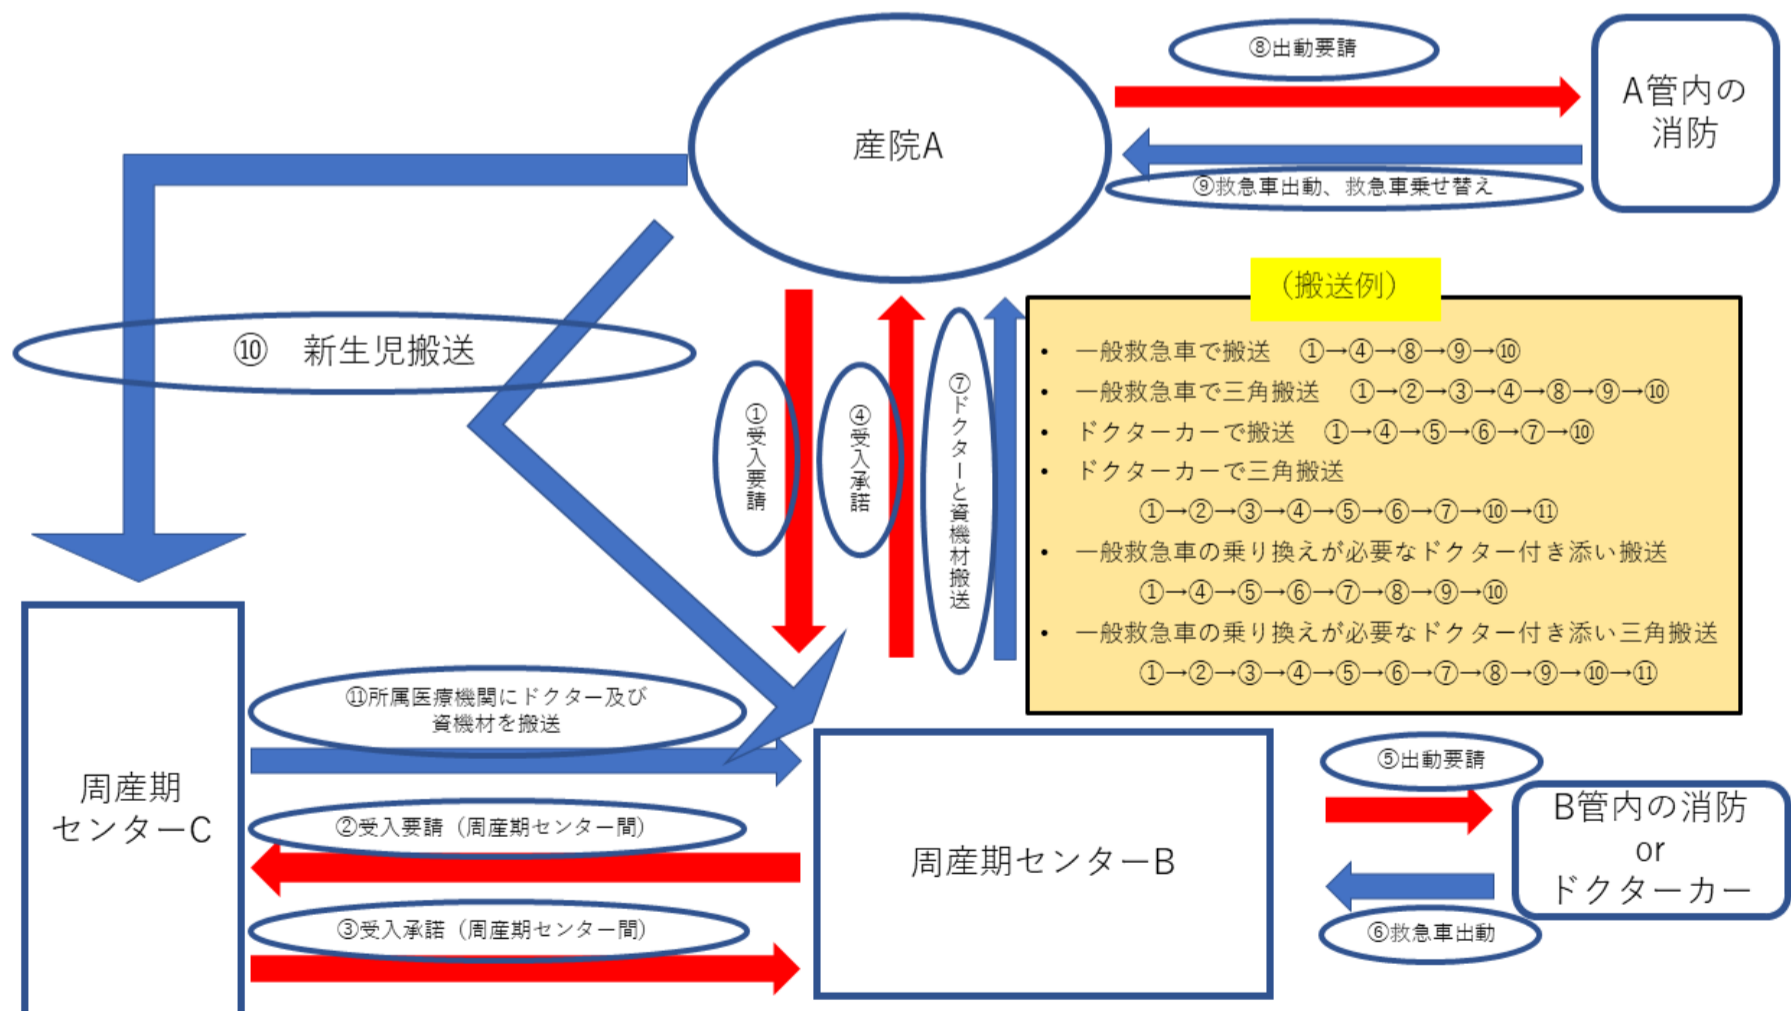 ⑧出動要請
A管内の
消防
産院A
⑨救急車出動、救急車乗せ替え
（搬送例）
• 一般救急車で搬送　①→④→⑧→⑨→⑩
• 一般救急車で三角搬送　①→②→③→④→⑧→⑨→⑩
• ドクターカーで搬送　①→④→⑤→⑥→⑦→⑩
• ドクターカーで三角搬送
①→②→③→④→⑤→⑥→⑦→⑩→⑪
• 一般救急車の乗り換えが必要なドクター付き添い搬送
①→④→⑤→⑥→⑦→⑧→⑨→⑩
• 一般救急車の乗り換えが必要なドクター付き添い三角搬送
①→②→③→④→⑤→⑥→⑦→⑧→⑨→⑩→⑪
⑩　新生児搬送
①受入要請
④受入承諾
⑦ドクターと資機材搬送
⑪所属医療機関にドクター及び
資機材を搬送
周産期
センターC
②受入要請（周産期センター間）
③受入承諾（周産期センター間）
周産期センターB
⑤出動要請
B管内の消防
or
ドクターカー
⑥救急車出動